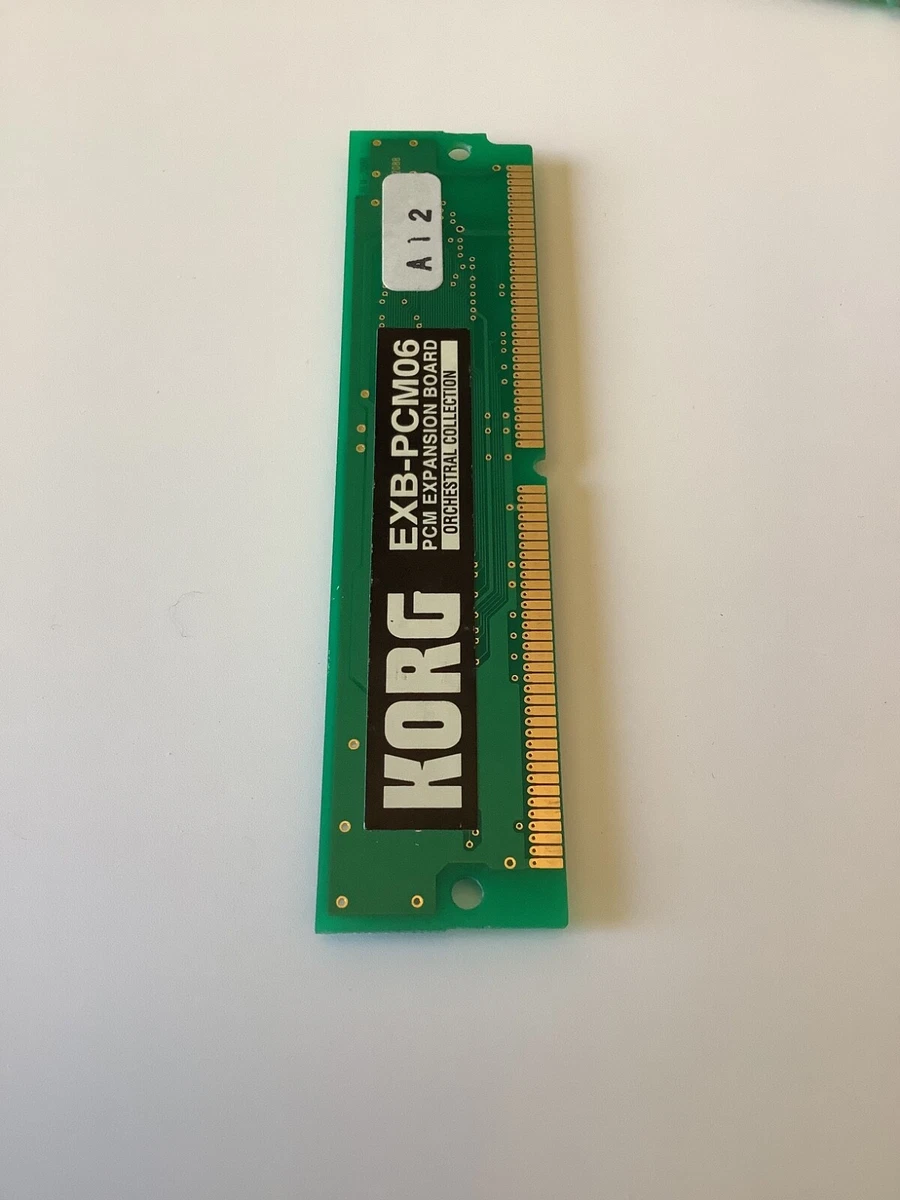 KORG
EXB-PCM06
PCM EXPANSION BOARD
ORCHESTRAL COLLECTION
A12